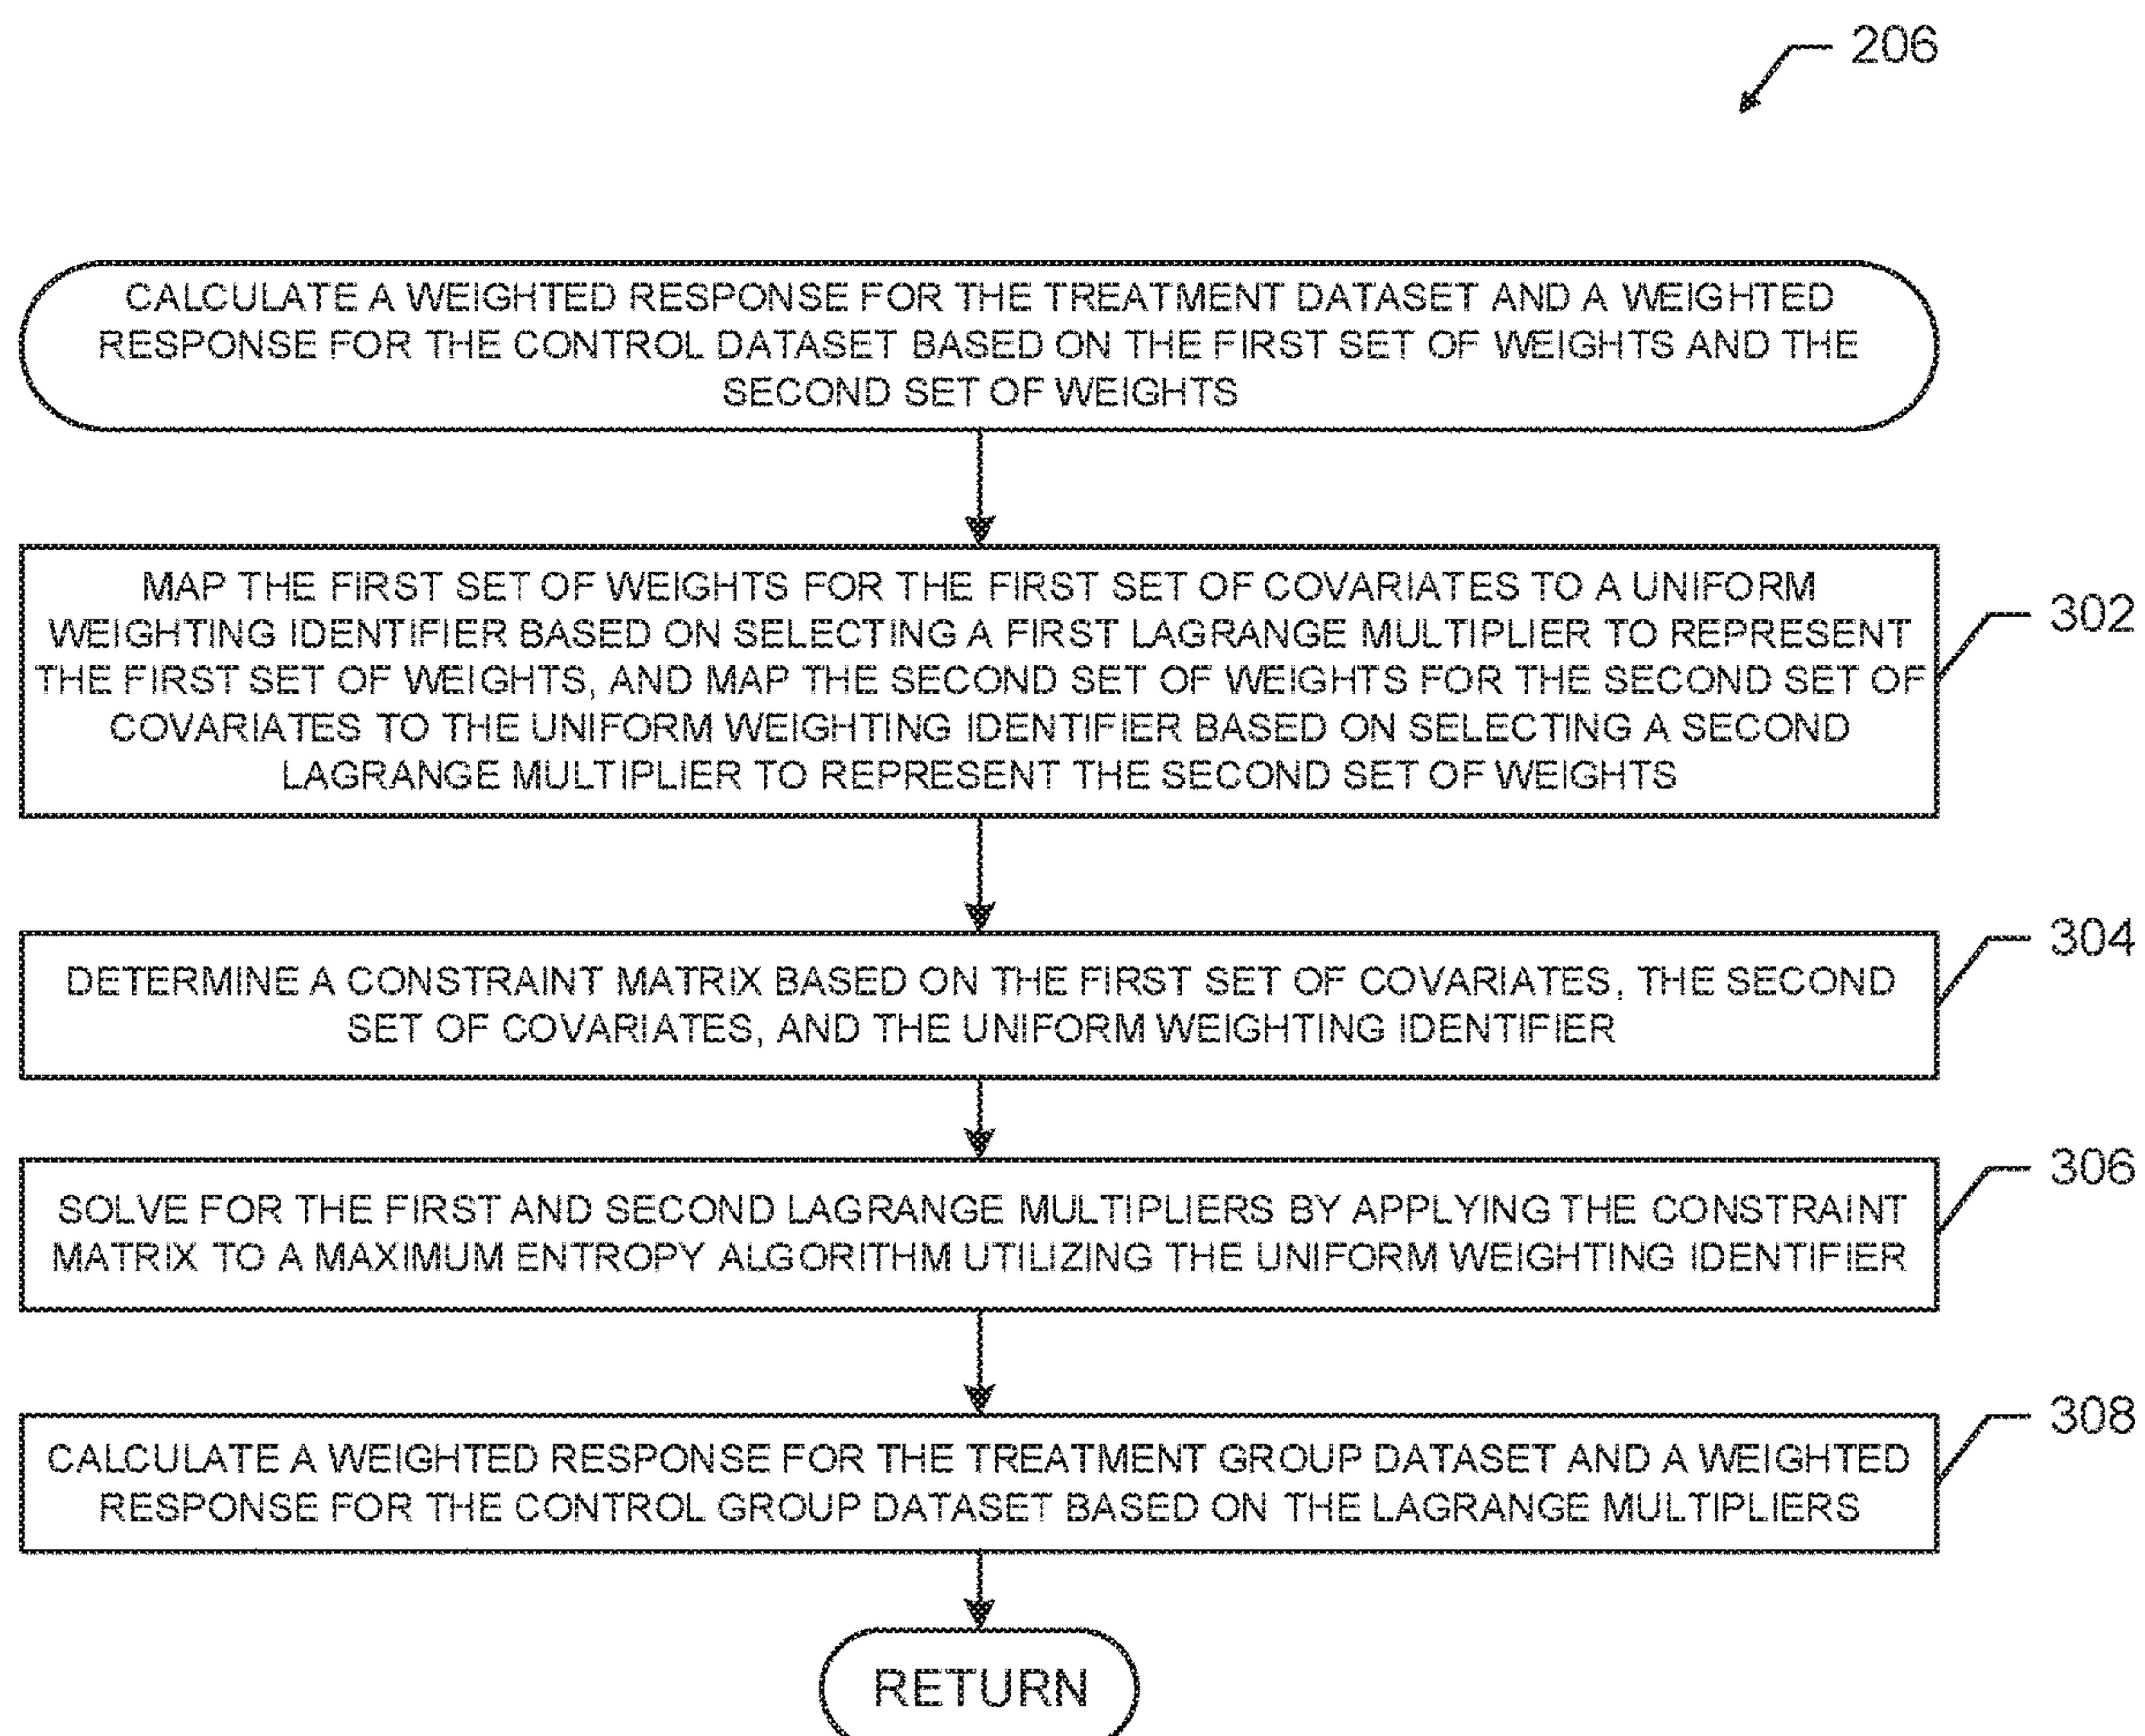 206
CALCULATE A WEIGHTED RESPONSE FOR THE TREATMENT DATASET AND A WEIGHTED
RESPONSE FOR THE CONTROL DATASET BASED ON THE FIRST SET OF WEIGHTS AND THE
SECOND SET OF WEIGHTS
MAP THE FIRST SET OF WEIGHTS FOR THE FIRST SET OF COVARIATES TO A UNIFORM
WEIGHTING IDENTIFIER BASED ON SELECTING A FIRST LAGRANGE MULTIPLIER TO REPRESENT
THE FIRST SET OF WEIGHTS, AND MAP THE SECOND SET OF WEIGHTS FOR THE SECOND SET OF
COVARIATES TO THE UNIFORM WEIGHTING IDENTIFIER BASED ON SELECTING A SECOND
LAGRANGE MULTIPLIER TO REPRESENT THE SECOND SET OF WEIGHTS
302
DETERMINE A CONSTRAINT MATRIX BASED ON THE FIRST SET OF COVARIATES, THE SECOND
SET OF COVARIATES, AND THE UNIFORM WEIGHTING IDENTIFIER
304
SOLVE FOR THE FIRST AND SECOND LAGRANGE MULTIPLIERS BY APPLYING THE CONSTRAINT
MATRIX TO A MAXIMUM ENTROPY ALGORITHM UTILIZING THE UNIFORM WEIGHTING IDENTIFIER
306
CALCULATE A WEIGHTED RESPONSE FOR THE TREATMENT GROUP DATASET AND A WEIGHTED
RESPONSE FOR THE CONTROL GROUP DATASET BASED ON THE LAGRANGE MULTIPLIERS
308
RETURN